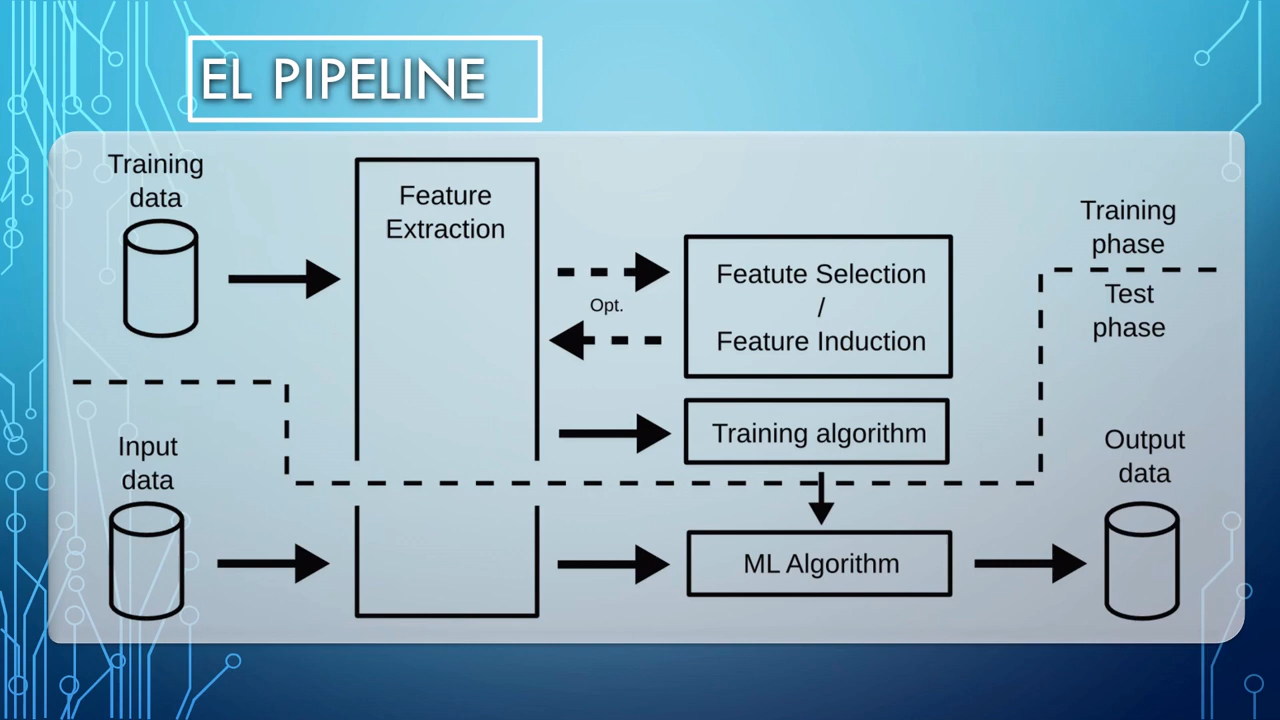 EL PIPELINE
Training
data
Feature
Extraction
Opt.
Featute Selection
/
Feature Induction
Training algorithm
Training
phase
Test
phase
Input
data
ML Algorithm
Output
data